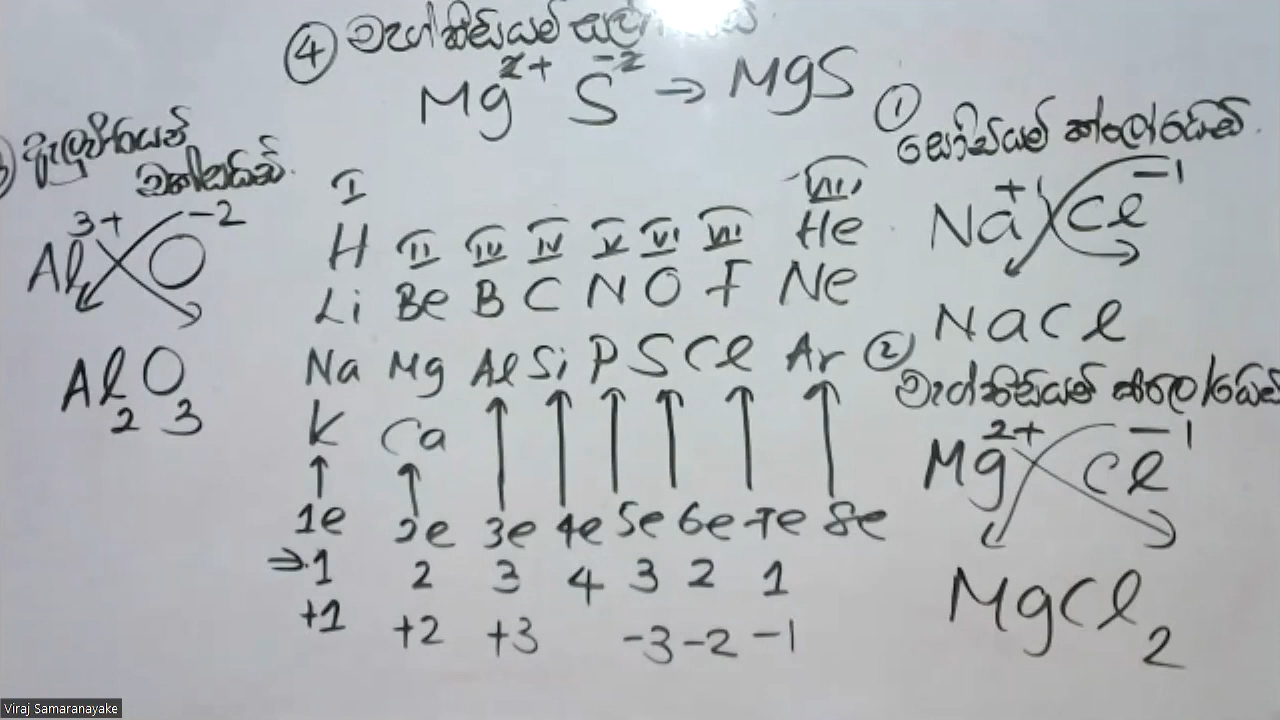 ④ මැග්නීසියම් සල්ෆයිඩ්
Mg²⁺ S⁻² → MgS
① සෝඩියම් ක්ලෝරයිඩ්
Na⁺¹ Cl⁻¹
NaCl
② මැග්නීසියම් ක්ලෝරයිඩ්
Mg²⁺ Cl⁻¹
MgCl₂
ඇලුමිනියම් ඔක්සයිඩ්
Al³⁺ O⁻²
Al₂O₃
I VIII
H II IV IV V VI VII He
Li Be B C N O F Ne
Na Mg Al Si P S Cl Ar
K Ca
1e 2e 3e 4e 5e 6e 7e 8e
⇒ 1 2 3 4 3 2 1
+1 +2 +3 -3 -2 -1
Viraj Samaranayake